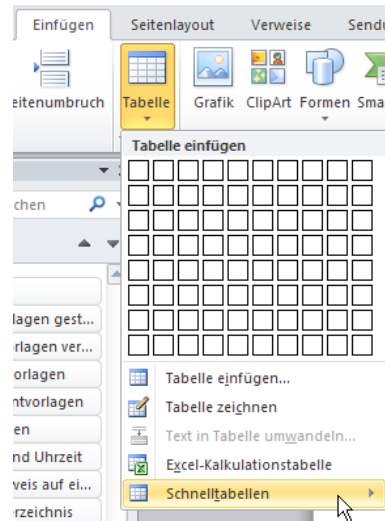 Einfügen Seitenlayout Verweise Sendu
eitenumbruch Tabelle Grafik ClipArt Formen Sma
Tabelle einfügen
chen
lagen gest...
rlagen ver...
orlagen
Tabelle einfügen...
ntvorlagen
Tabelle zeichnen
en
Text in Tabelle umwandeln...
nd Uhrzeit
Excel-Kalkulationstabelle
veis auf ei...
Schnelltabellen
rzeichnis